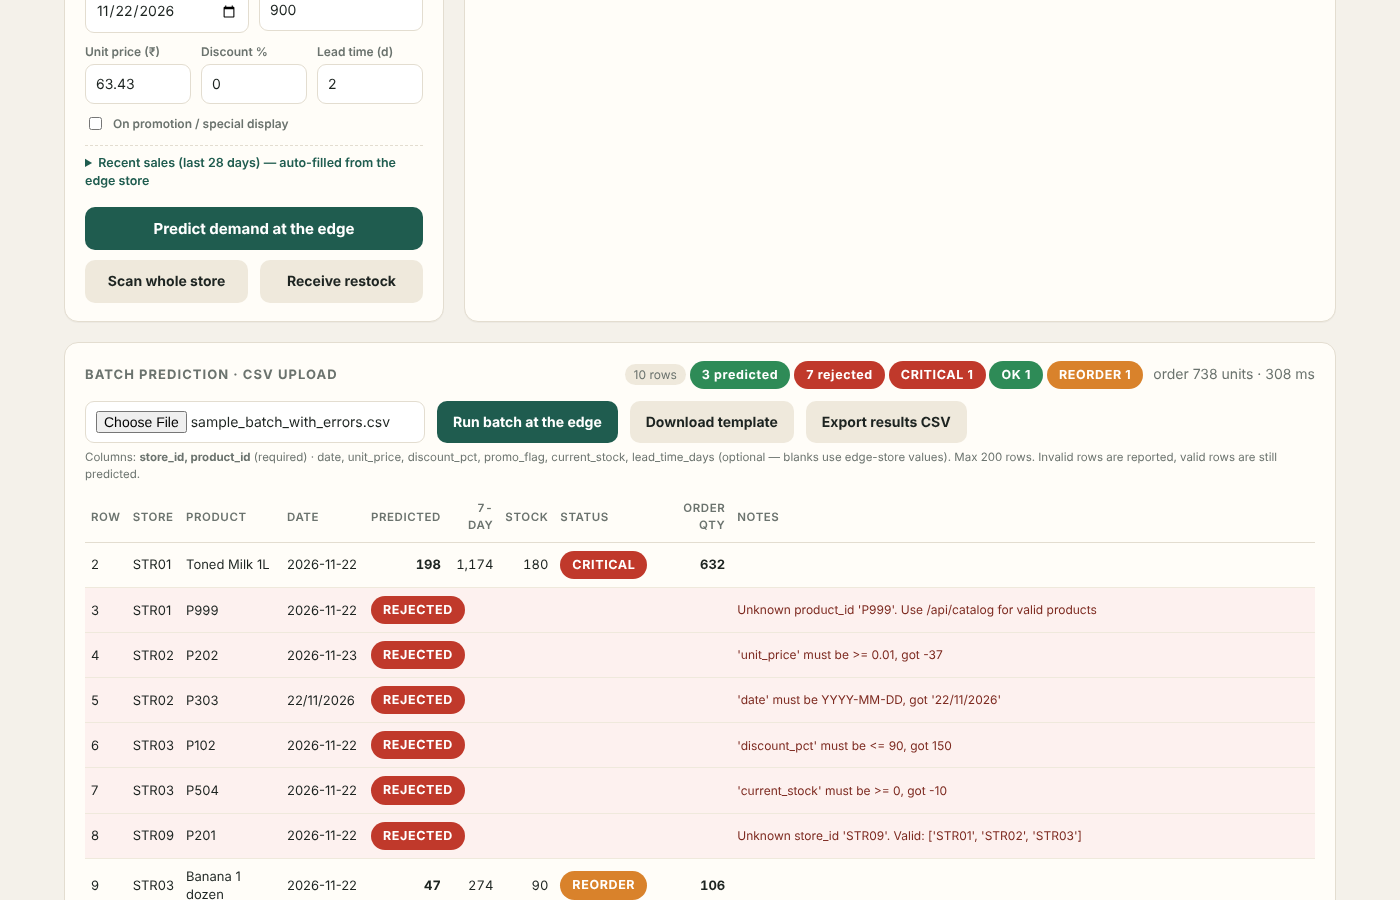 11/22/2026
900
Unit price (₹) Discount % Lead time (d)
63.43 0 2
On promotion / special display
Recent sales (last 28 days) — auto-filled from the
edge store
Predict demand at the edge
Scan whole store Receive restock
BATCH PREDICTION · CSV UPLOAD 10 rows 3 predicted 7 rejected CRITICAL 1 OK 1 REORDER 1 order 738 units · 308 ms
Choose File sample_batch_with_errors.csv Run batch at the edge Download template Export results CSV
Columns: store_id, product_id (required) · date, unit_price, discount_pct, promo_flag, current_stock, lead_time_days (optional — blanks use edge-store values). Max 200 rows. Invalid rows are reported, valid rows are still
predicted.
ROW STORE PRODUCT DATE PREDICTED 7-DAY STOCK STATUS ORDER QTY NOTES
2 STR01 Toned Milk 1L 2026-11-22 198 1,174 180 CRITICAL 632
3 STR01 P999 2026-11-22 REJECTED Unknown product_id 'P999'. Use /api/catalog for valid products
4 STR02 P202 2026-11-23 REJECTED 'unit_price' must be >= 0.01, got -37
5 STR02 P303 22/11/2026 REJECTED 'date' must be YYYY-MM-DD, got '22/11/2026'
6 STR03 P102 2026-11-22 REJECTED 'discount_pct' must be <= 90, got 150
7 STR03 P504 2026-11-22 REJECTED 'current_stock' must be >= 0, got -10
8 STR09 P201 2026-11-22 REJECTED Unknown store_id 'STR09'. Valid: ['STR01', 'STR02', 'STR03']
9 STR03 Banana 1 dozen 2026-11-22 47 274 90 REORDER 106